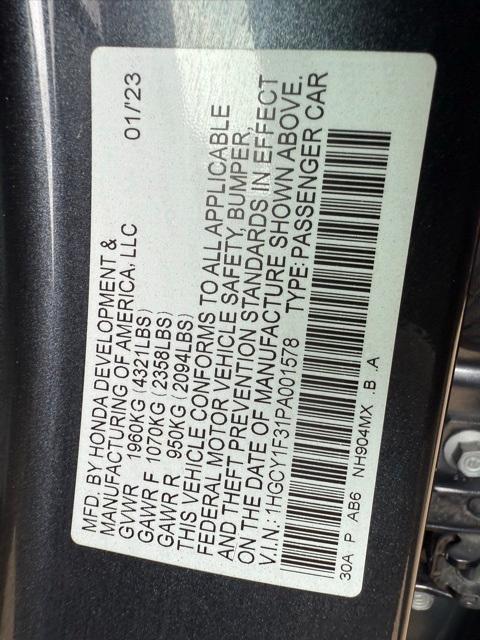 MFD. BY HONDA DEVELOPMENT & 01/'23
MANUFACTURING OF AMERICA, LLC
GVWR 1960KG (4321LBS)
GAWR F 1070KG (2358LBS)
GAWR R 950KG (2094LBS)
THIS VEHICLE CONFORMS TO ALL APPLICABLE
FEDERAL MOTOR VEHICLE SAFETY, BUMPER,
AND THEFT PREVENTION STANDARDS IN EFFECT
ON THE DATE OF MANUFACTURE SHOWN ABOVE.
V.I.N.: 1HGCY1F31PA001578 TYPE: PASSENGER CAR
30A P AB6 NH904MX .B .A